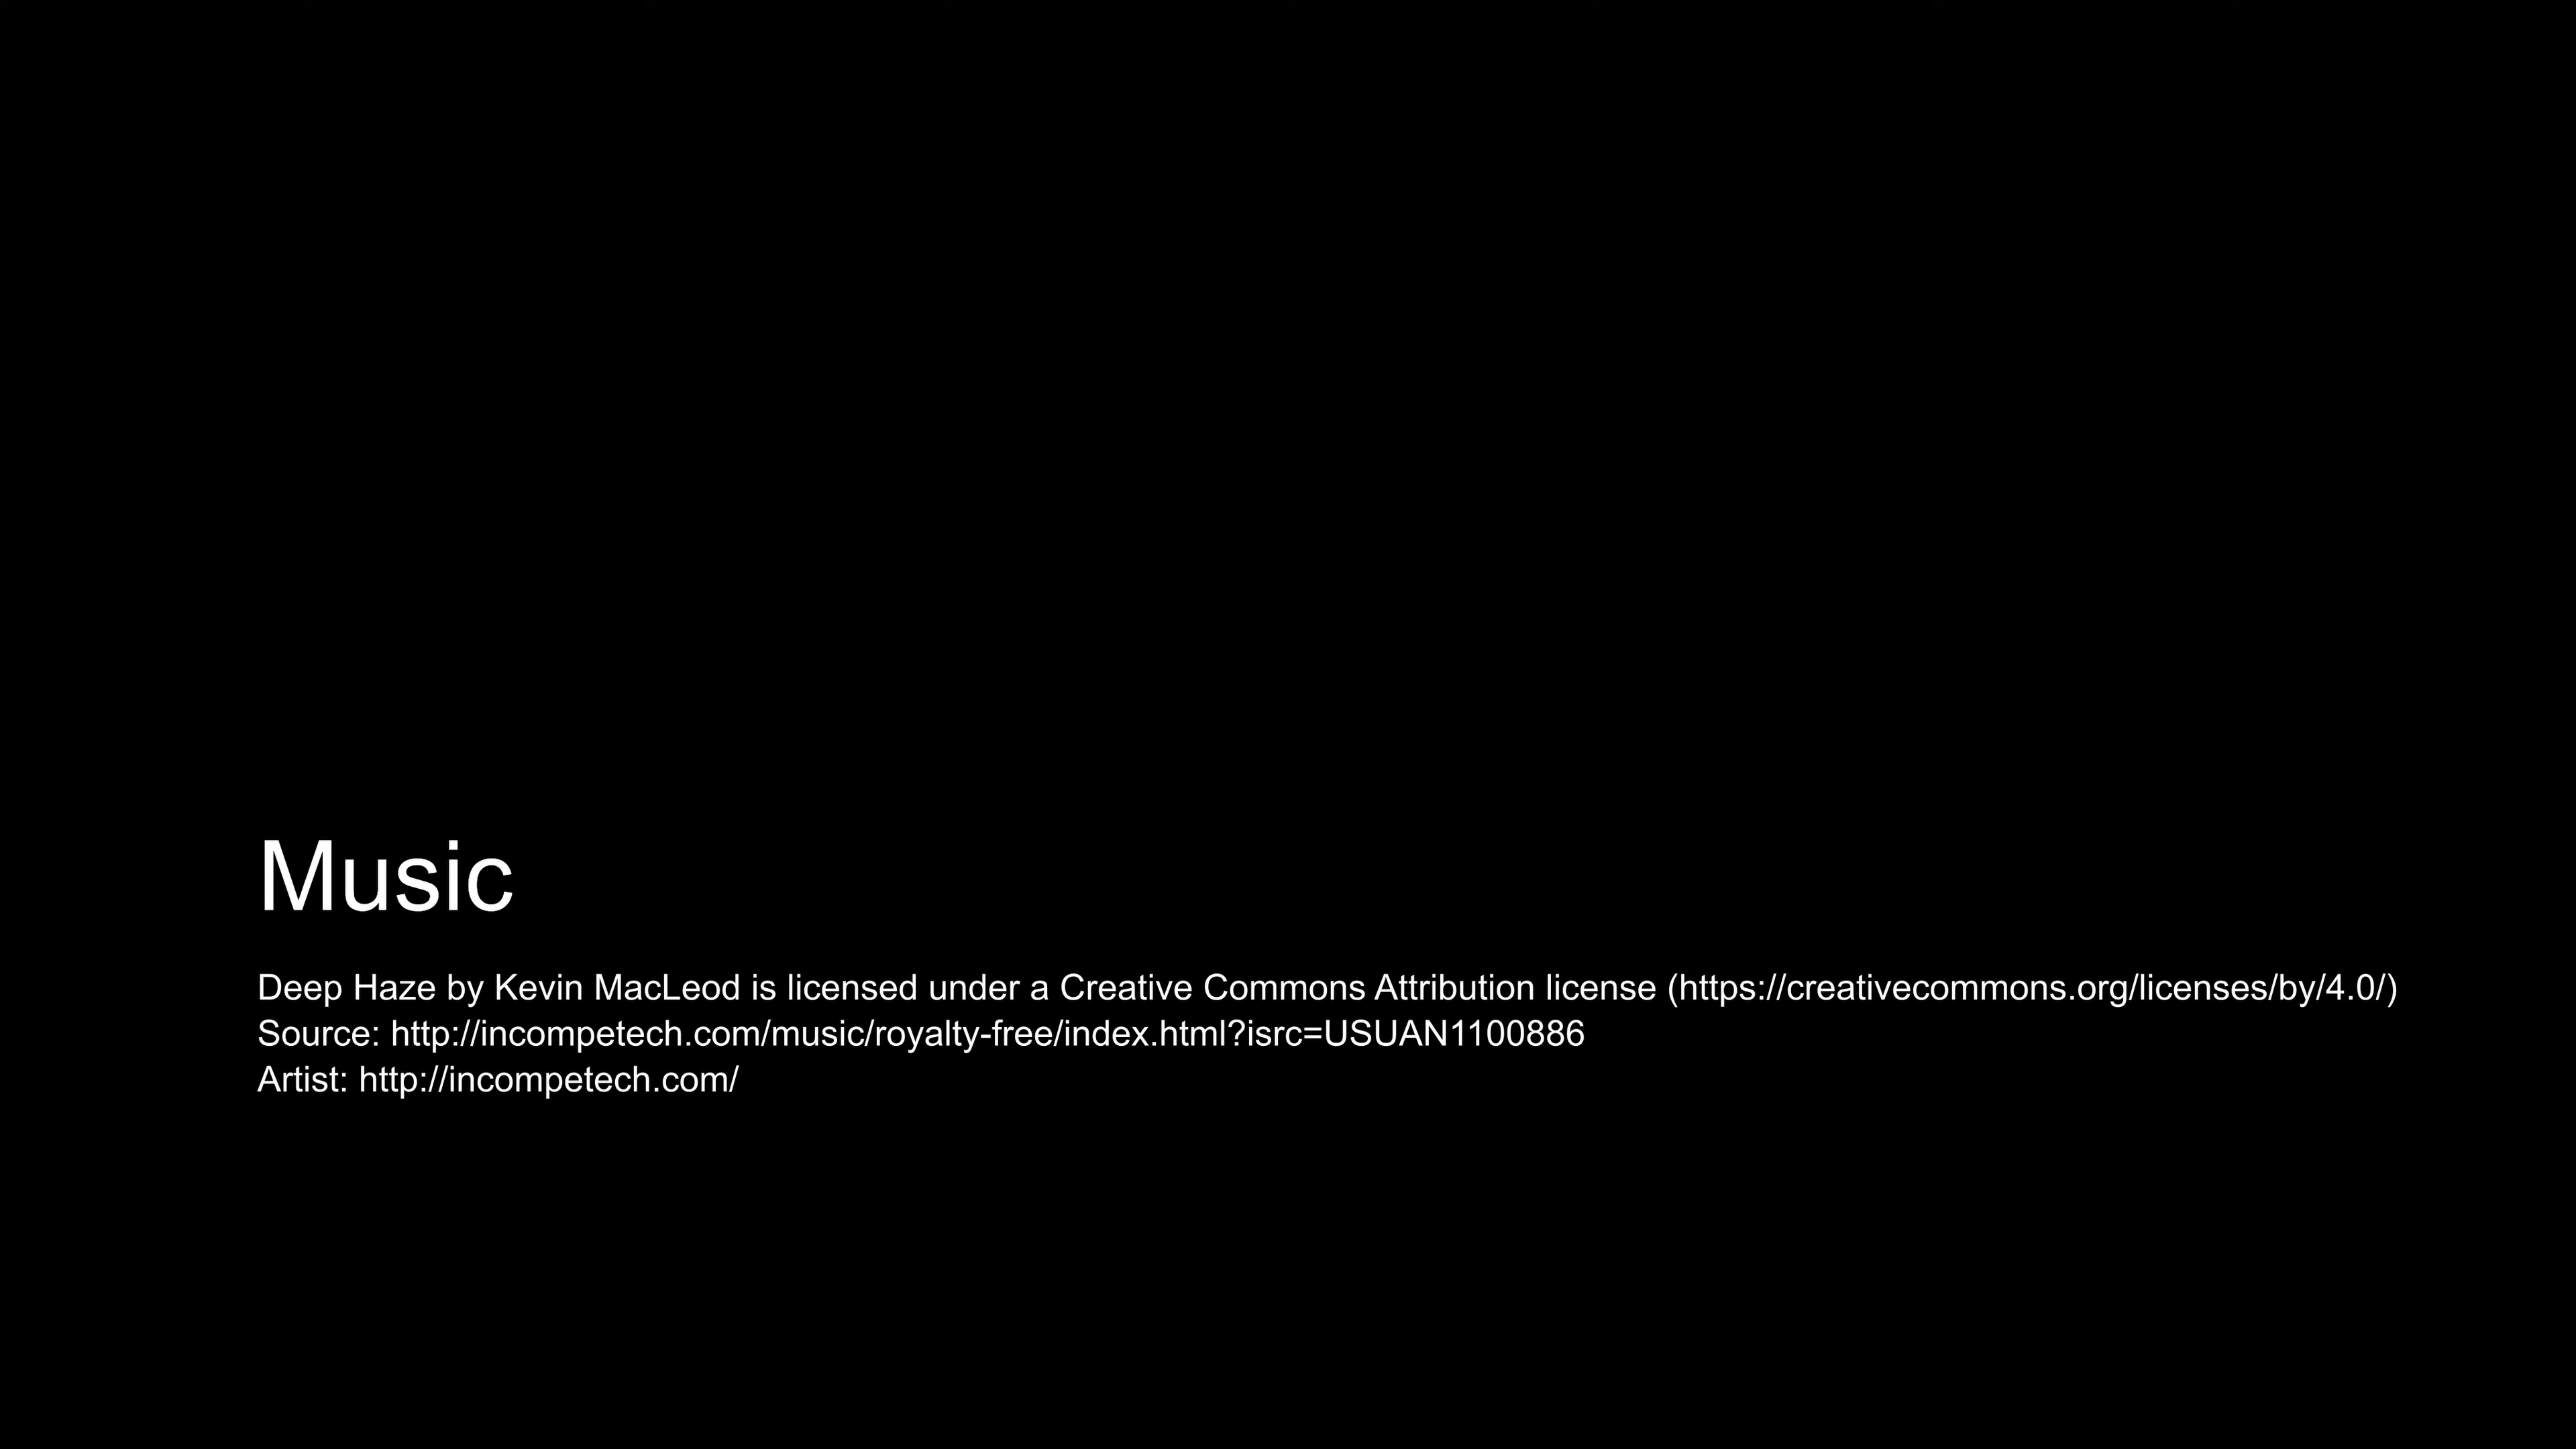 Music
Deep Haze by Kevin MacLeod is licensed under a Creative Commons Attribution license (https://creativecommons.org/licenses/by/4.0/)
Source: http://incompetech.com/music/royalty-free/index.html?isrc=USUAN1100886
Artist: http://incompetech.com/